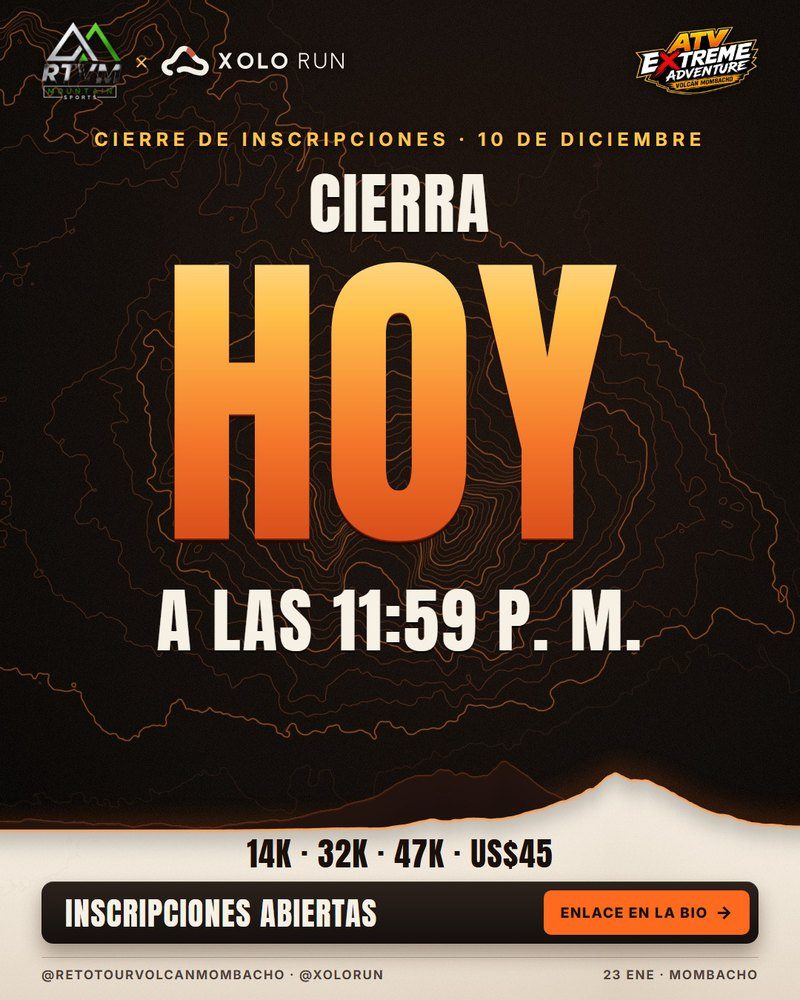 RTVM
MOUNTAIN
SPORTS
×
XOLO RUN
ATV
EXTREME
ADVENTURE
VOLCAN MOMBACHO
CIERRE DE INSCRIPCIONES · 10 DE DICIEMBRE
CIERRA
HOY
A LAS 11:59 P. M.
14K · 32K · 47K · US$45
INSCRIPCIONES ABIERTAS
ENLACE EN LA BIO →
@RETOTOURVOLCANMOMBACHO · @XOLORUN
23 ENE · MOMBACHO